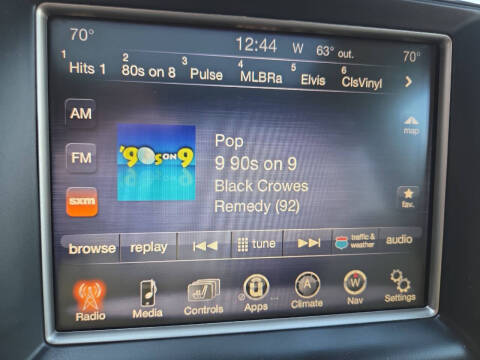 70° 12:44 W 63° out. 70°
1 Hits 1 2 80s on 8 3 Pulse 4 MLBRa 5 Elvis 6 ClsVinyl
AM
map
FM
'90s ON 9
Pop
9 90s on 9
Black Crowes
Remedy (92)
sxm
fav.
browse replay tune traffic & weather audio
A W
Radio Media Controls Apps Climate Nav Settings